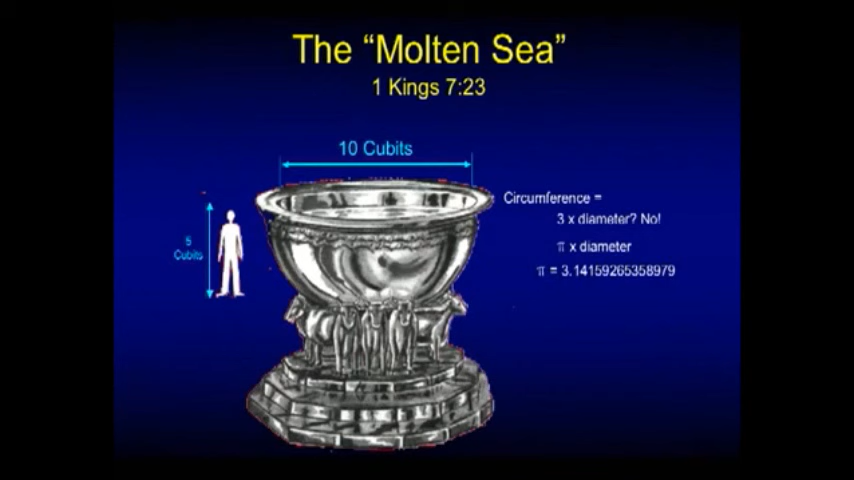 The “Molten Sea”
1 Kings 7:23
10 Cubits
Circumference =
3 x diameter? No!
π x diameter
π = 3.14159265358979
5
Cubits